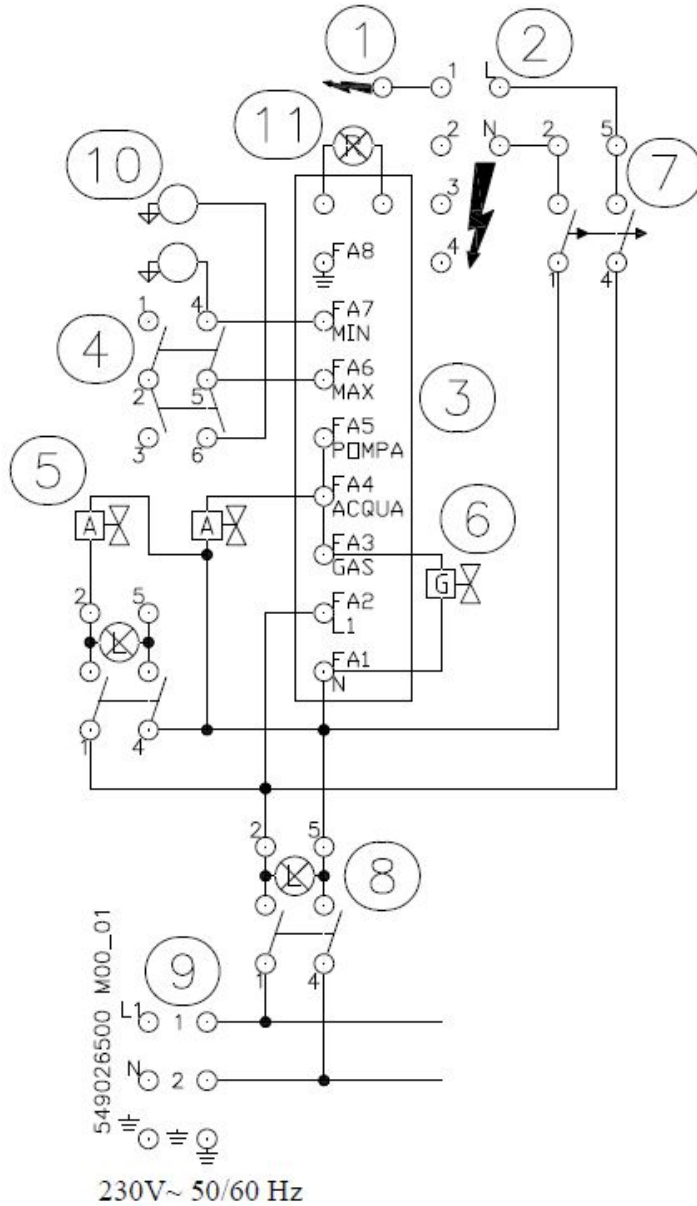 1
2
1
L
11
R
2
N
2
5
10
7
3
4
FA8
1
4
1
4
FA7
MIN
4
2
5
FA6
MAX
3
3
6
FA5
POMPA
5
FA4
ACQUA
6
A
A
FA3
GAS
G
2
5
FA2
L1
L
FA1
N
1
4
2
5
L
8
9
1
4
L1
1
N
2
549026500 M00_01
230V~ 50/60 Hz